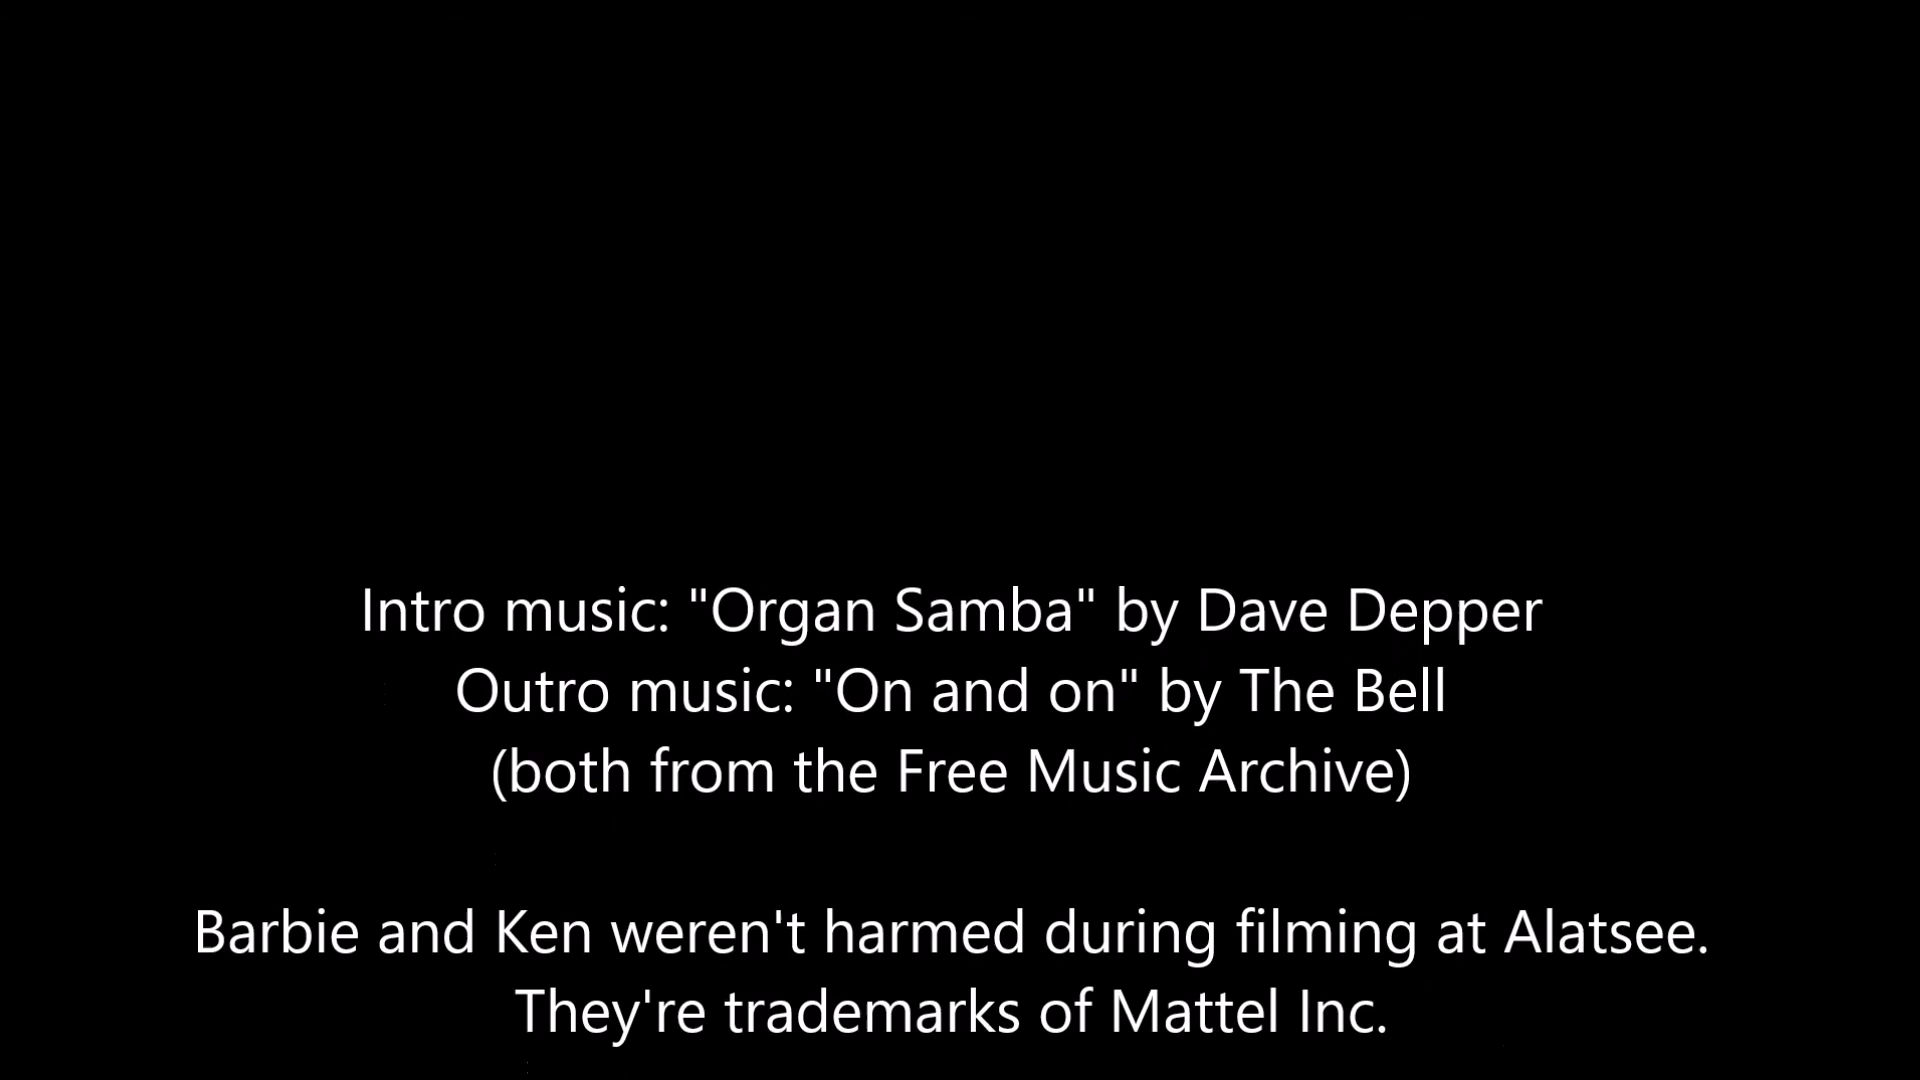 Intro music: "Organ Samba" by Dave Depper
Outro music: "On and on" by The Bell
(both from the Free Music Archive)
Barbie and Ken weren't harmed during filming at Alatsee.
They're trademarks of Mattel Inc.